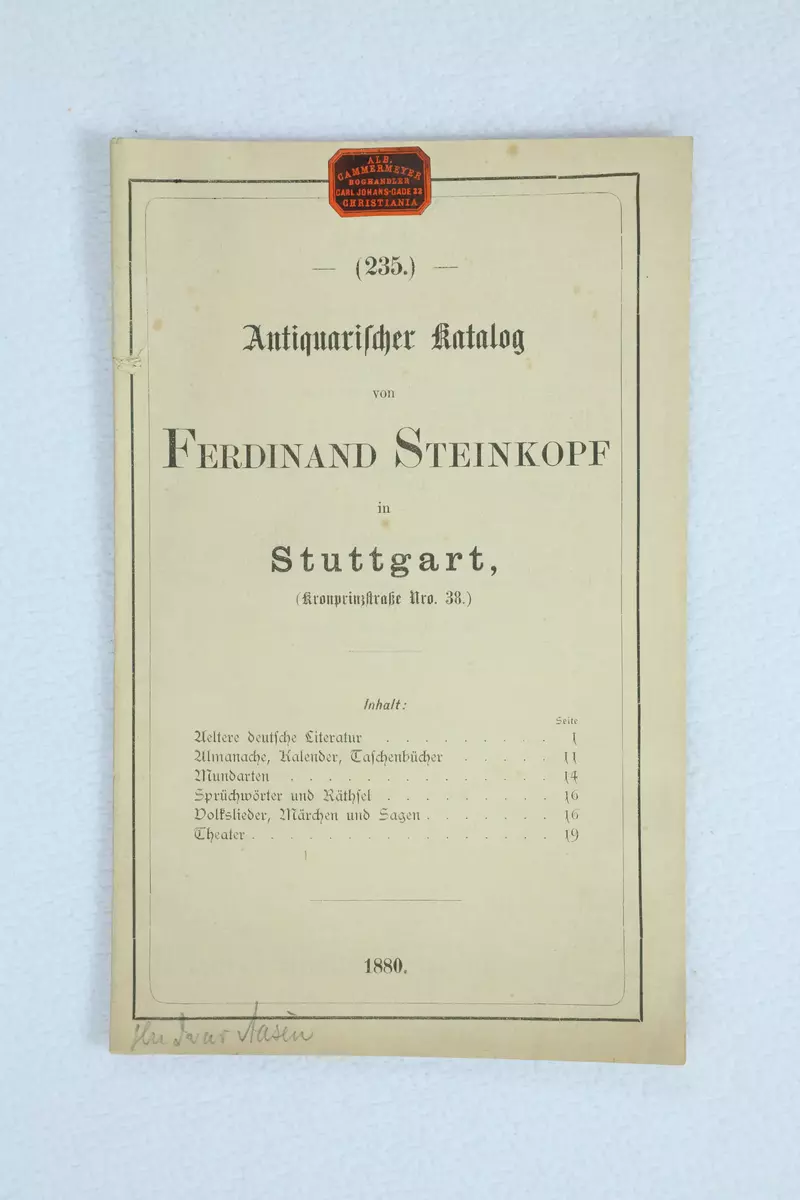 ALB.
CAMMERMEYER
BOGHANDLER
CARL JOHANS-GADE 22
CHRISTIANIA
— (235.) —
Antiquariſcher Katalog
von
FERDINAND STEINKOPF
in
Stuttgart,
(Kronprinzſtraße Nro. 38.)
Inhalt:
Seite
Aeltere deutſche Literatur . . . . . . . . . 1
Almanache, Kalender, Taſchenbücher . . . . . 11
Mundarten . . . . . . . . . . . . . 14
Sprüchwörter und Räthſel . . . . . . . . . 16
Volkslieder, Märchen und Sagen . . . . . . . 16
Theater . . . . . . . . . . . . . . . 19
1880.
Ivar Aasen